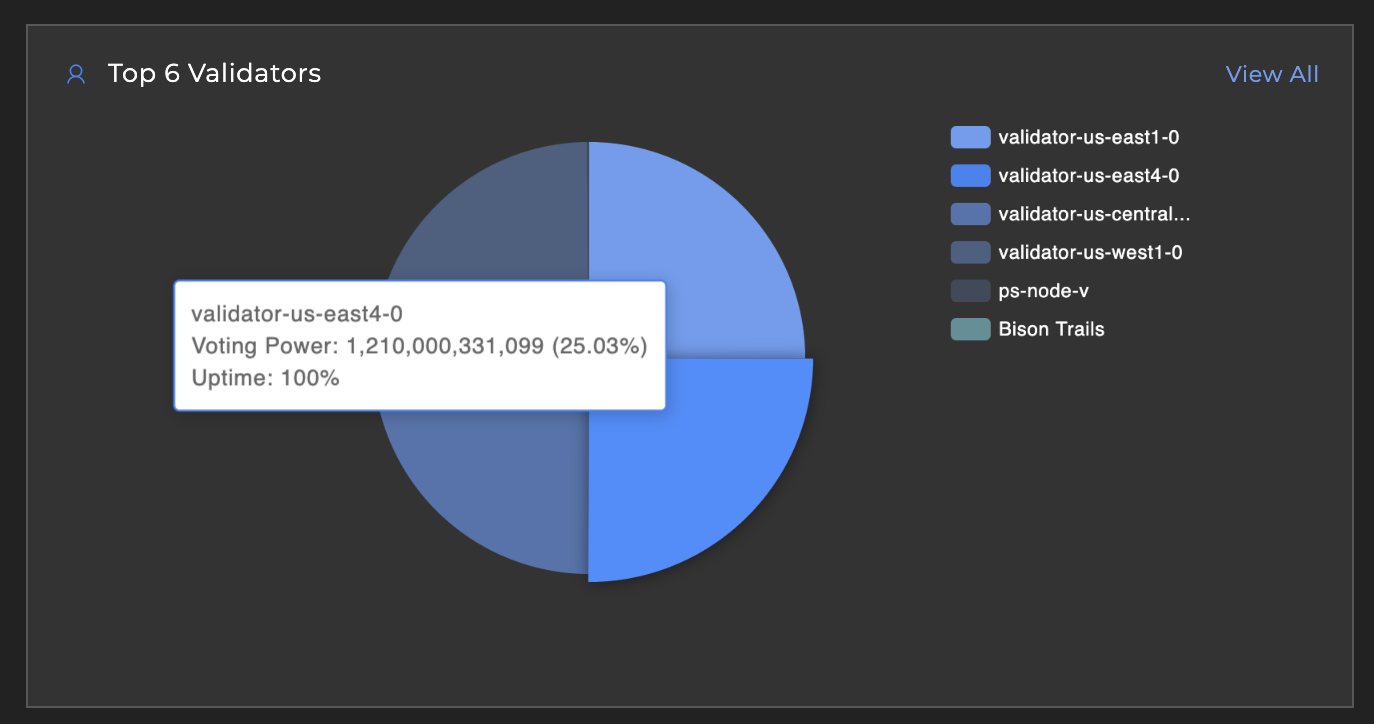 Top 6 Validators
View All
validator-us-east1-0
validator-us-east4-0
validator-us-central...
validator-us-west1-0
ps-node-v
Bison Trails
validator-us-east4-0
Voting Power: 1,210,000,331,099 (25.03%)
Uptime: 100%